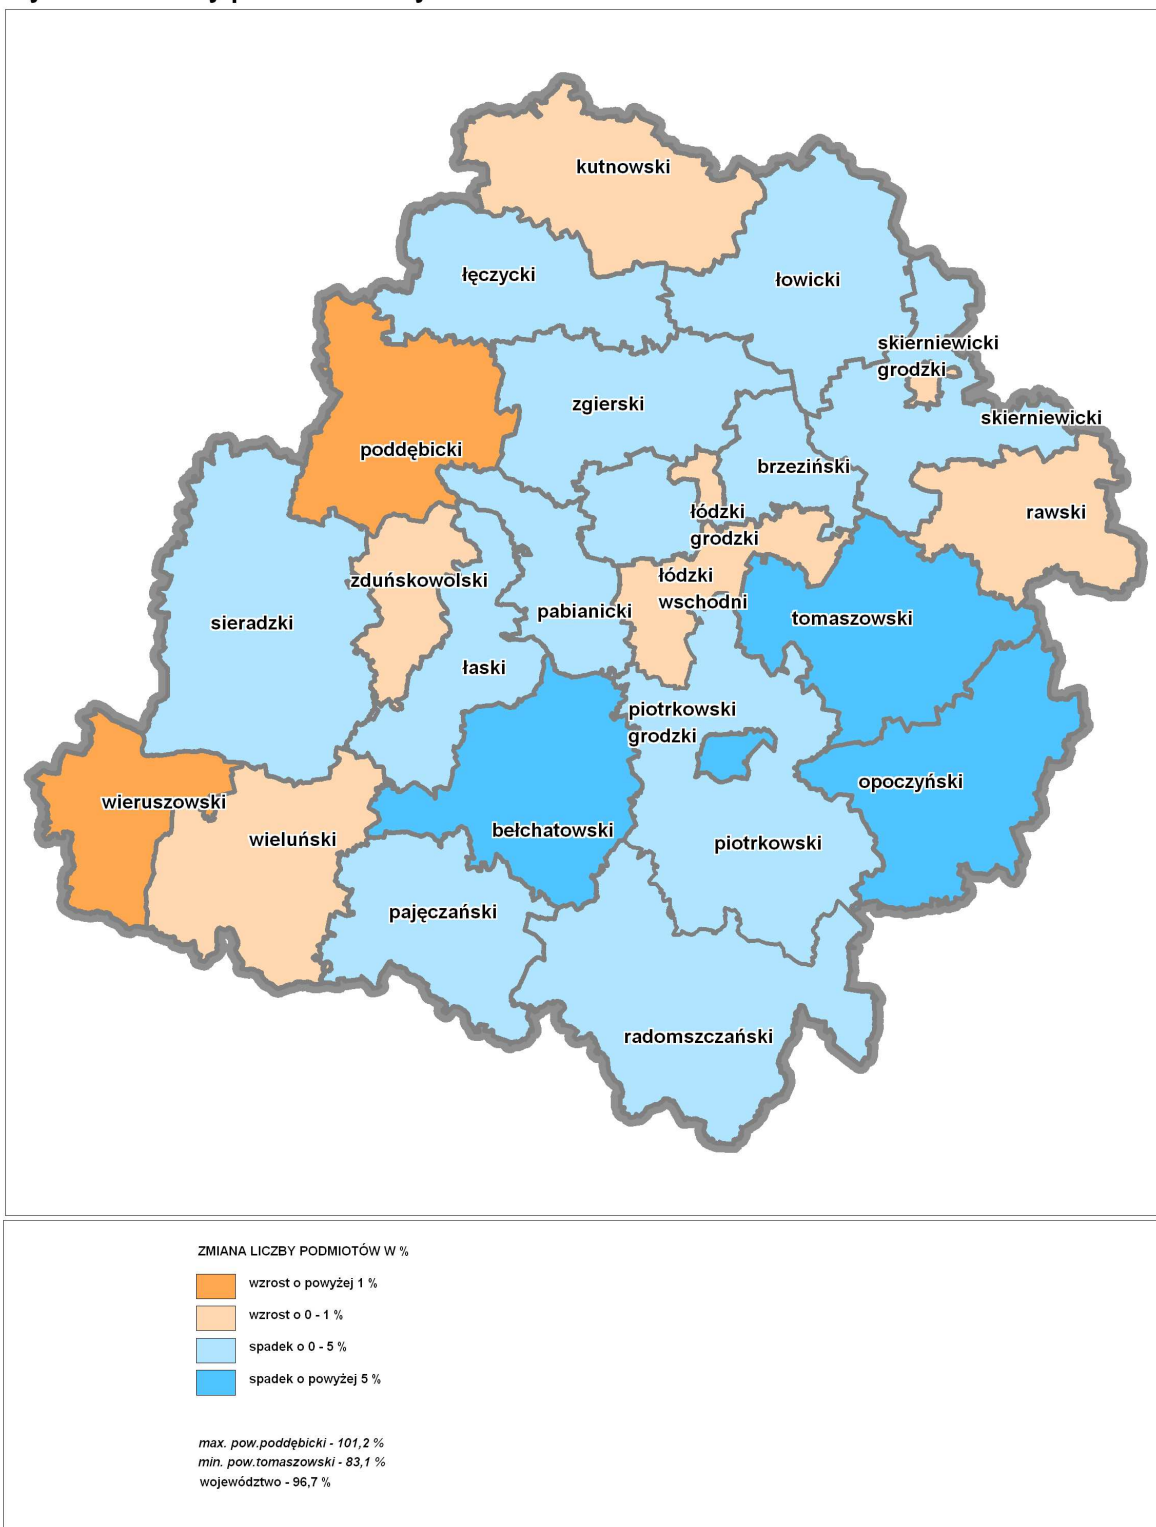 kutnowski
łęczycki
łowicki
skierniewicki
grodzki
zgierski
skierniewicki
poddębicki
brzeziński
łódzki
grodzki
rawski
zduńskowolski
łódzki
wschodni
pabianicki
tomaszowski
sieradzki
łaski
piotrkowski
grodzki
opoczyński
wieruszowski
bełchatowski
wieluński
piotrkowski
pajęczański
radomszczański
ZMIANA LICZBY PODMIOTÓW W %
wzrost o powyżej 1 %
wzrost o 0 - 1 %
spadek o 0 - 5 %
spadek o powyżej 5 %
max. pow.poddębicki - 101,2 %
min. pow.tomaszowski - 83,1 %
województwo - 96,7 %